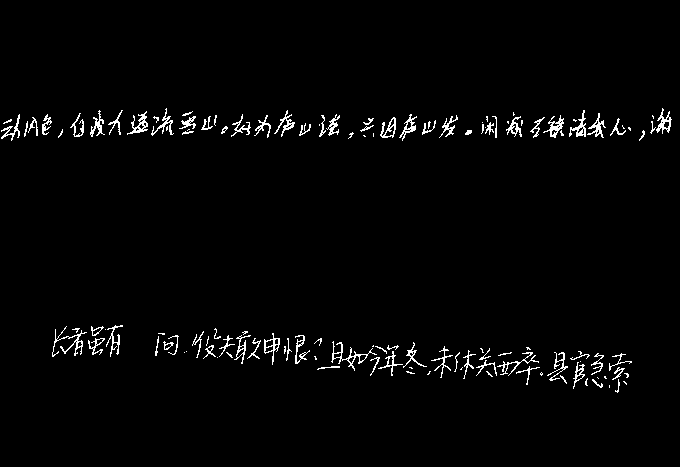 动风色,白波九道流雪山。好为庐山谣,兴因庐山发。闲窥石镜清我心,谢
长者虽有 问,役夫敢申恨?且如今年冬,未休关西卒。县官急索